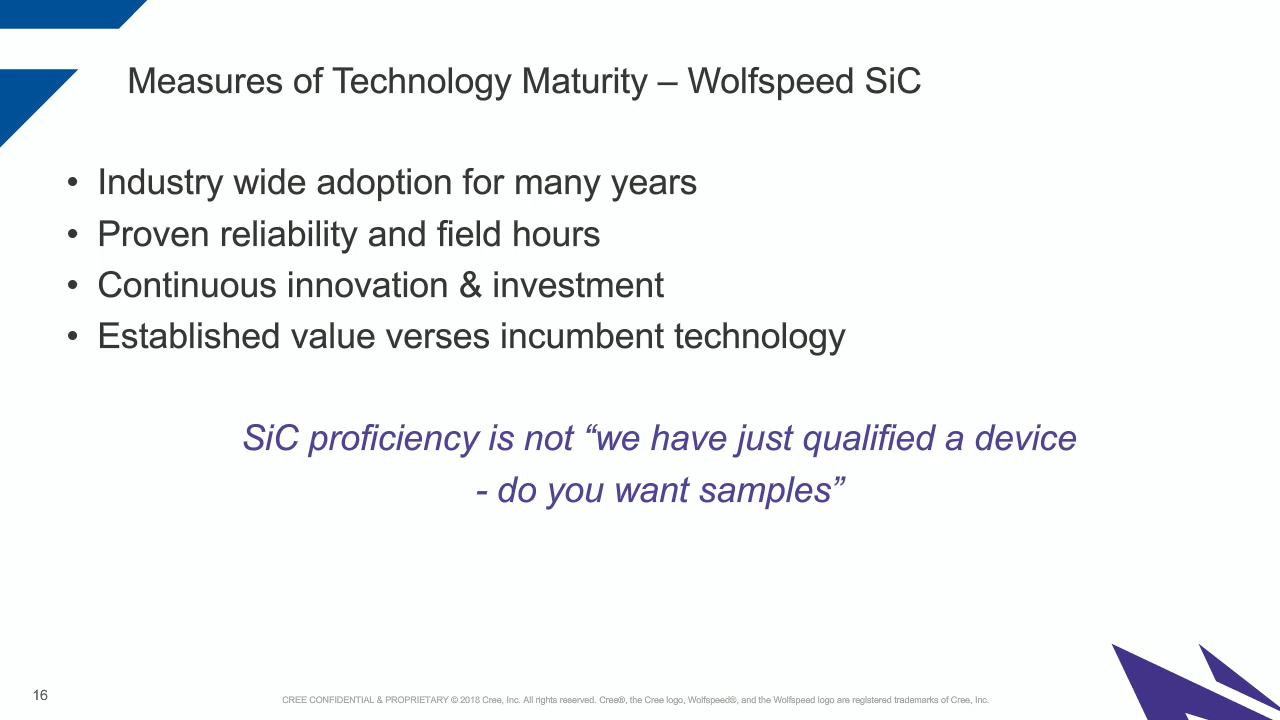 Measures of Technology Maturity – Wolfspeed SiC
• Industry wide adoption for many years
• Proven reliability and field hours
• Continuous innovation & investment
• Established value verses incumbent technology
SiC proficiency is not “we have just qualified a device
- do you want samples”
16
CREE CONFIDENTIAL & PROPRIETARY © 2018 Cree, Inc. All rights reserved. Cree®, the Cree logo, Wolfspeed®, and the Wolfspeed logo are registered trademarks of Cree, Inc.